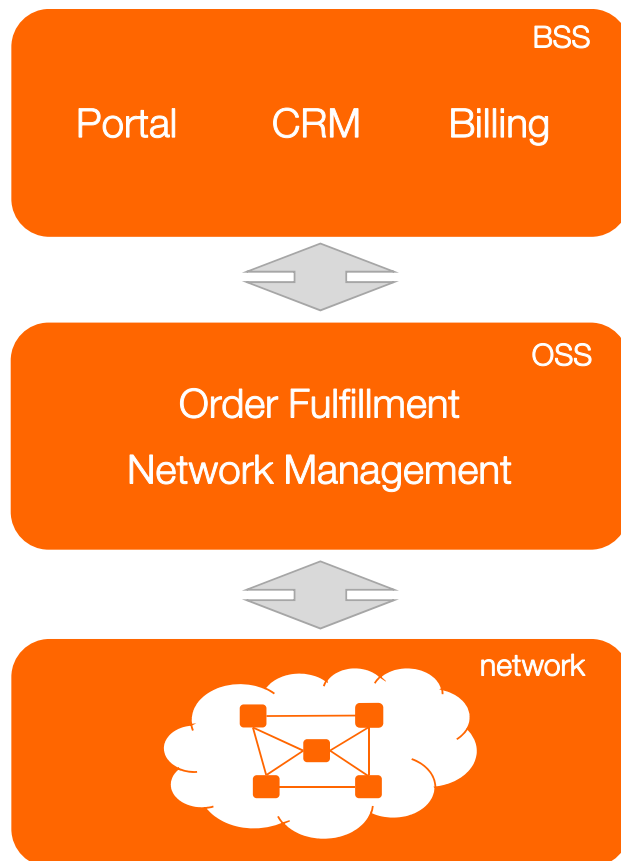 BSS
Portal CRM Billing
OSS
Order Fulfillment
Network Management
network